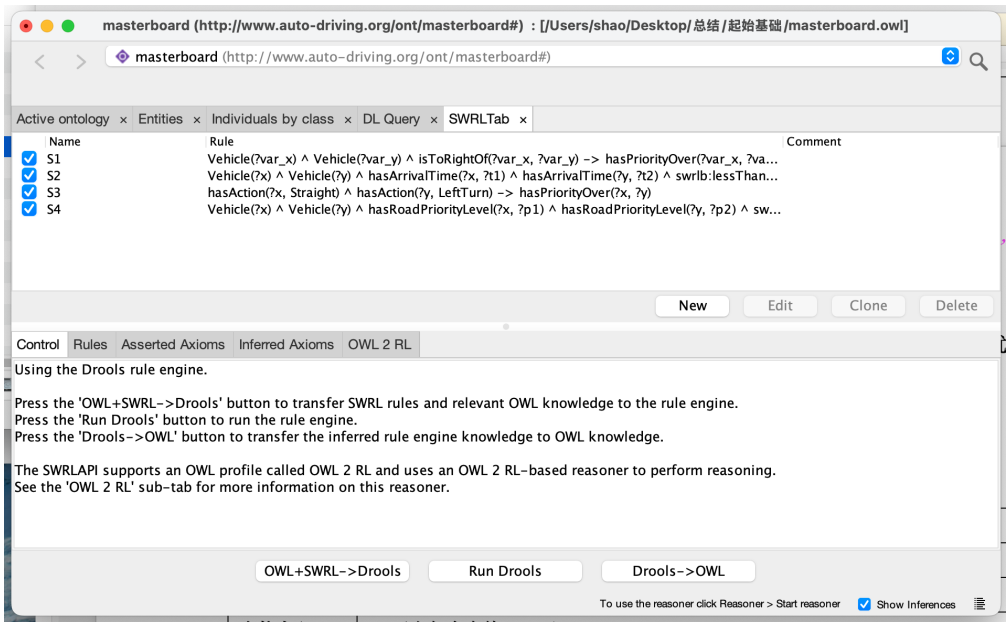 masterboard (http://www.auto-driving.org/ont/masterboard#) : [/Users/shao/Desktop/总结/起始基础/masterboard.owl]
masterboard (http://www.auto-driving.org/ont/masterboard#)
Active ontology × Entities × Individuals by class × DL Query × SWRLTab ×
Name Rule Comment
S1 Vehicle(?var_x) ^ Vehicle(?var_y) ^ isToRightOf(?var_x, ?var_y) -> hasPriorityOver(?var_x, ?va...
S2 Vehicle(?x) ^ Vehicle(?y) ^ hasArrivalTime(?x, ?t1) ^ hasArrivalTime(?y, ?t2) ^ swrlb:lessThan...
S3 hasAction(?x, Straight) ^ hasAction(?y, LeftTurn) -> hasPriorityOver(?x, ?y)
S4 Vehicle(?x) ^ Vehicle(?y) ^ hasRoadPriorityLevel(?x, ?p1) ^ hasRoadPriorityLevel(?y, ?p2) ^ sw...
New Edit Clone Delete
Control Rules Asserted Axioms Inferred Axioms OWL 2 RL
Using the Drools rule engine.
Press the 'OWL+SWRL->Drools' button to transfer SWRL rules and relevant OWL knowledge to the rule engine.
Press the 'Run Drools' button to run the rule engine.
Press the 'Drools->OWL' button to transfer the inferred rule engine knowledge to OWL knowledge.
The SWRLAPI supports an OWL profile called OWL 2 RL and uses an OWL 2 RL-based reasoner to perform reasoning.
See the 'OWL 2 RL' sub-tab for more information on this reasoner.
OWL+SWRL->Drools Run Drools Drools->OWL
To use the reasoner click Reasoner > Start reasoner Show Inferences